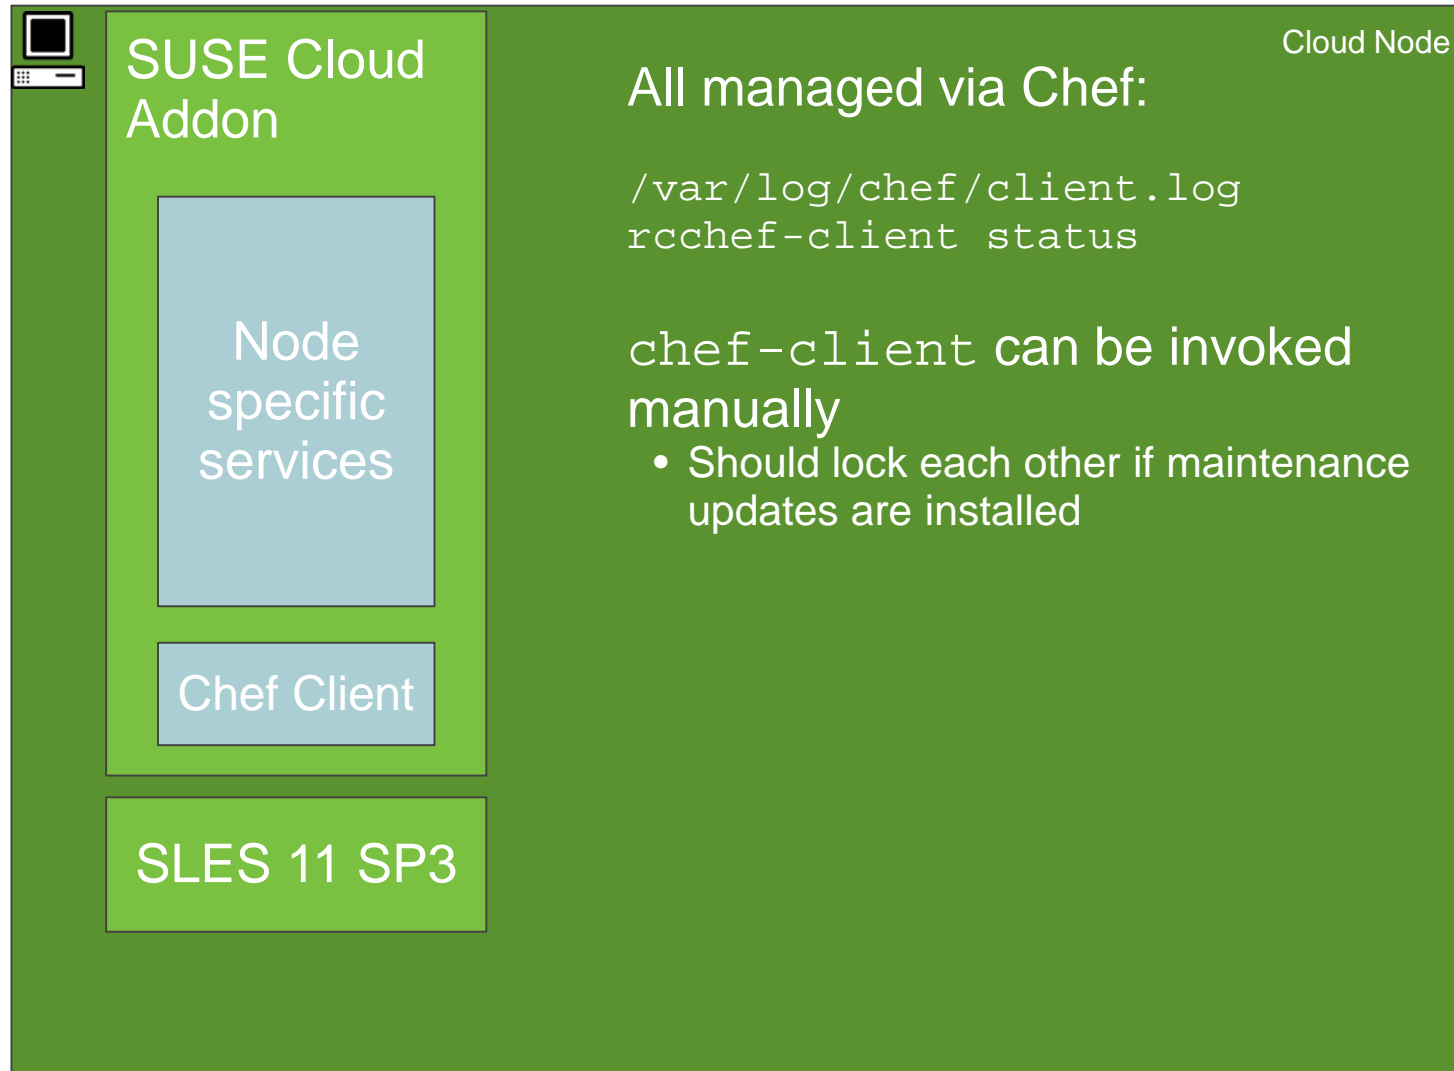 SUSE Cloud
Addon
Node
specific
services
Chef Client
SLES 11 SP3
Cloud Node
All managed via Chef:
/var/log/chef/client.log
rcchef-client status
chef-client can be invoked
manually
• Should lock each other if maintenance
updates are installed